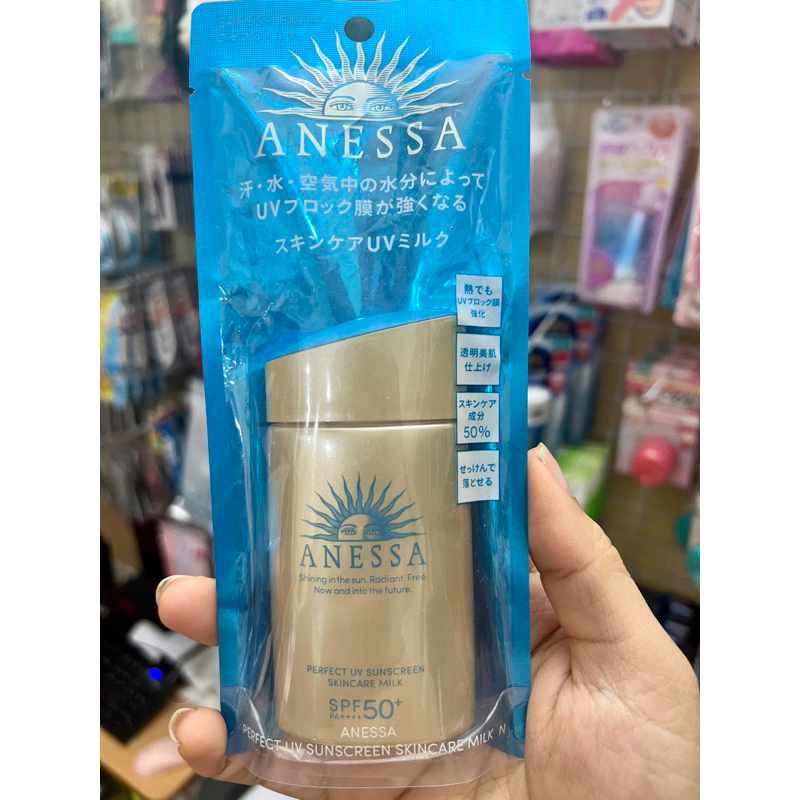 SPF 50+ PA++++
ANESSA
汗・水・空気中の水分によって
UVブロック膜が強くなる
スキンケアUVミルク
熱でも
UVブロック膜
強化
透明美肌
仕上げ
スキンケア
成分
50%
せっけんで
落とせる
ANESSA
Shining in the sun. Radiant. Free.
Now and into the future.
PERFECT UV SUNSCREEN
SKINCARE MILK
SPF50+
PA++++
ANESSA
PERFECT UV SUNSCREEN SKINCARE MILK N